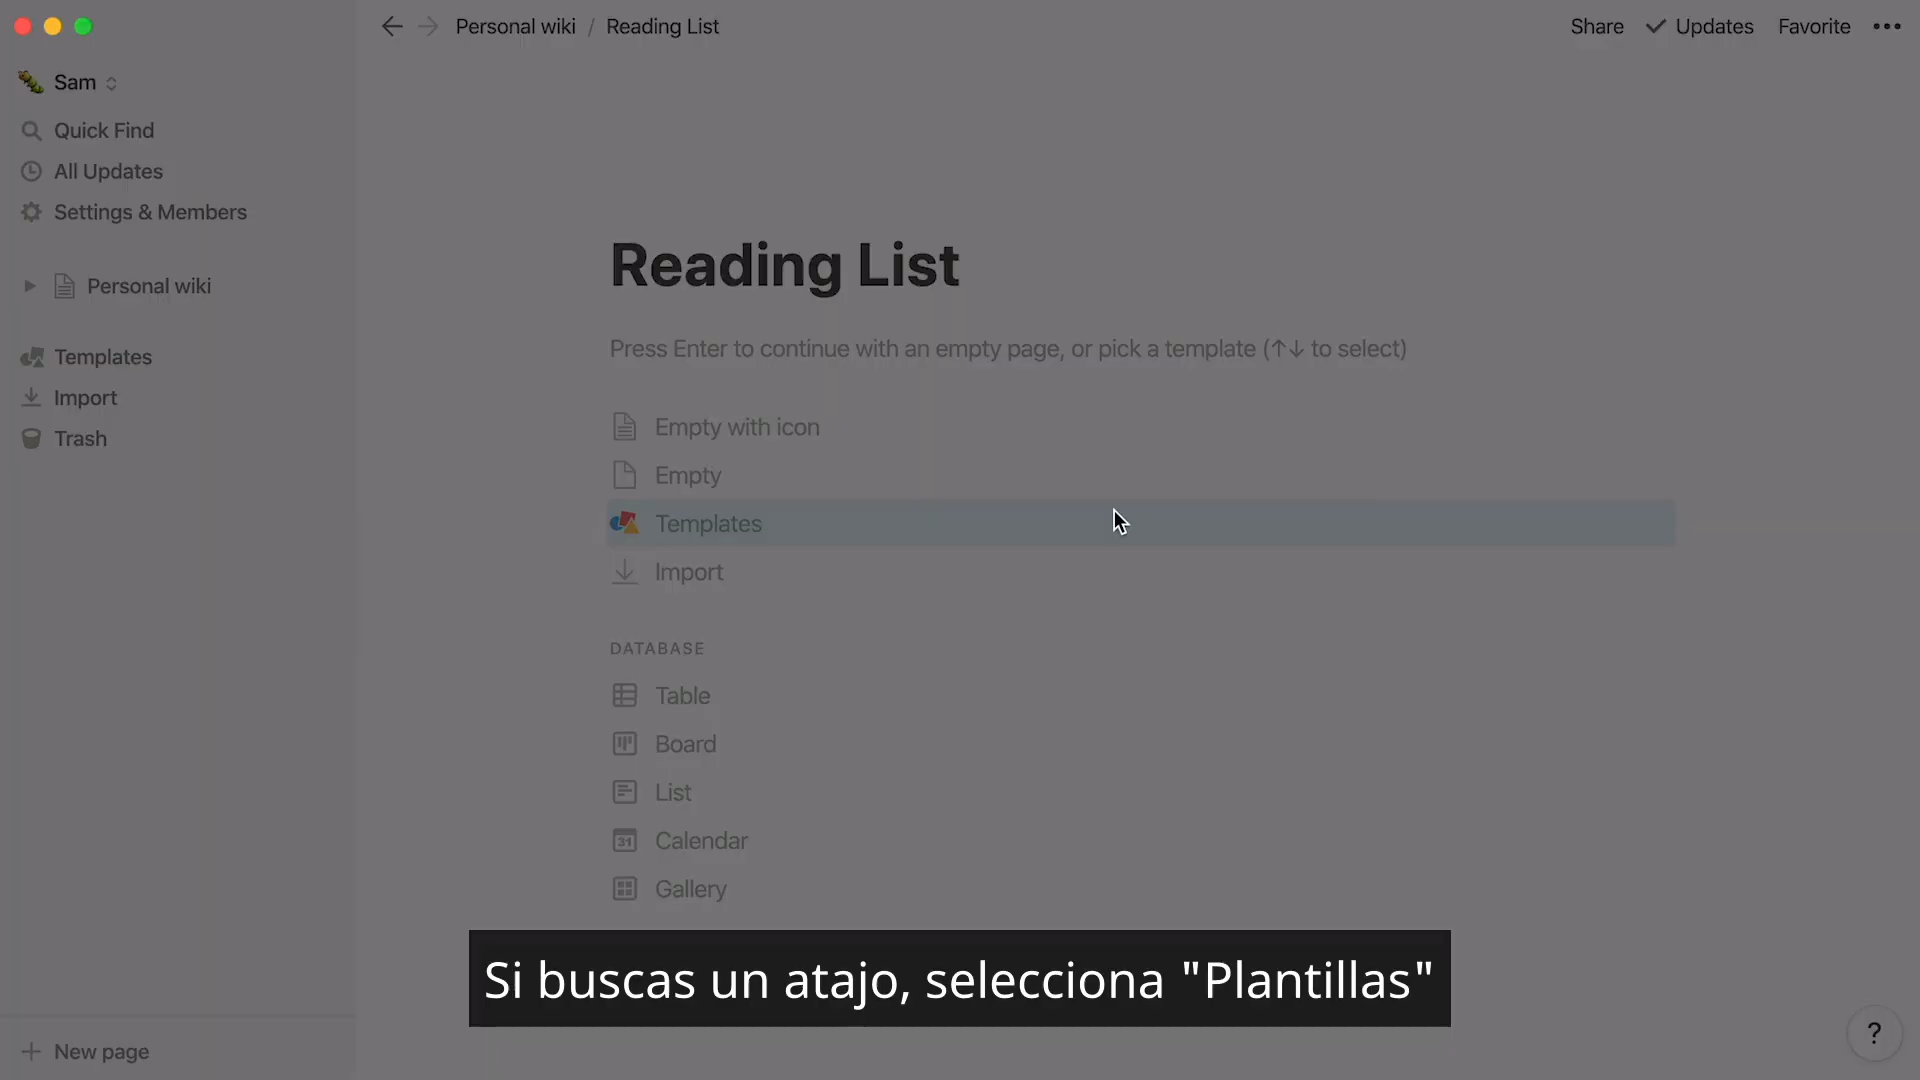 Personal wiki / Reading List
Share
Updates
Favorite
Sam
Quick Find
All Updates
Settings & Members
Personal wiki
Templates
Import
Trash
Reading List
Press Enter to continue with an empty page, or pick a template (↑↓ to select)
Empty with icon
Empty
Templates
Import
DATABASE
Table
Board
List
31
Calendar
Gallery
Si buscas un atajo, selecciona "Plantillas"
New page
?